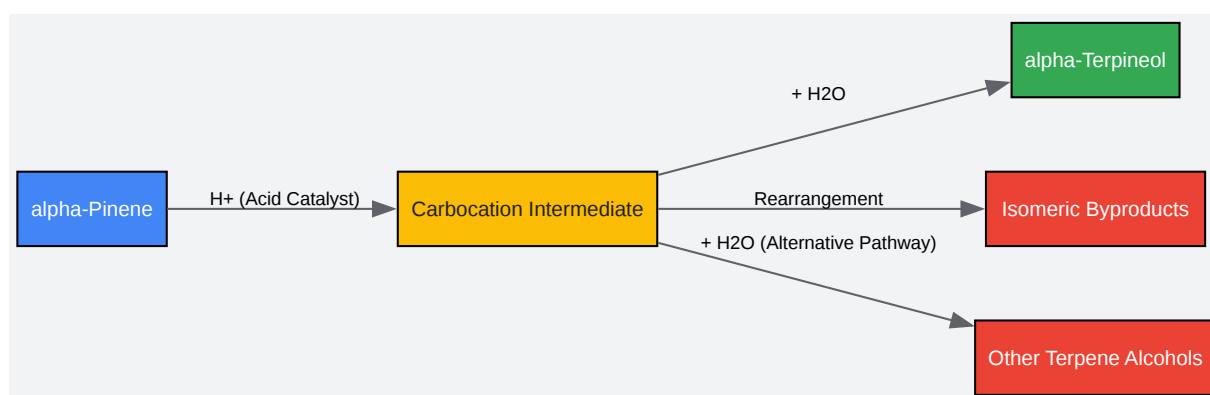 alpha-Terpineol
+ H2O
alpha-Pinene
H+ (Acid Catalyst)
Carbocation Intermediate
Rearrangement
Isomeric Byproducts
+ H2O (Alternative Pathway)
Other Terpene Alcohols